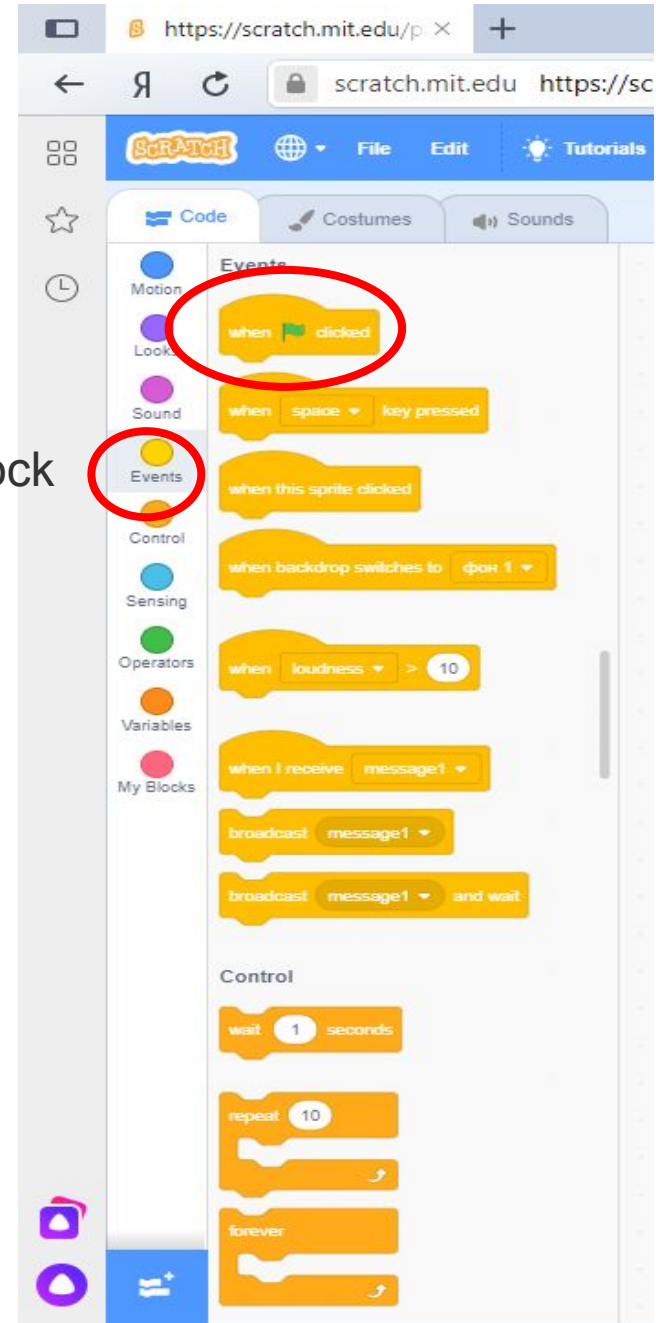 https://scratch.mit.edu/p
Я scratch.mit.edu https://sc
SCRATCH File Edit Tutorials
Code Costumes Sounds
Events
Motion
when clicked
Looks
Sound
when space key pressed
ock
Events
when this sprite clicked
Control
when backdrop switches to фон 1
Sensing
Operators
when loudness > 10
Variables
My Blocks
when I receive message1
broadcast message1
broadcast message1 and wait
Control
wait 1 seconds
repeat 10
forever